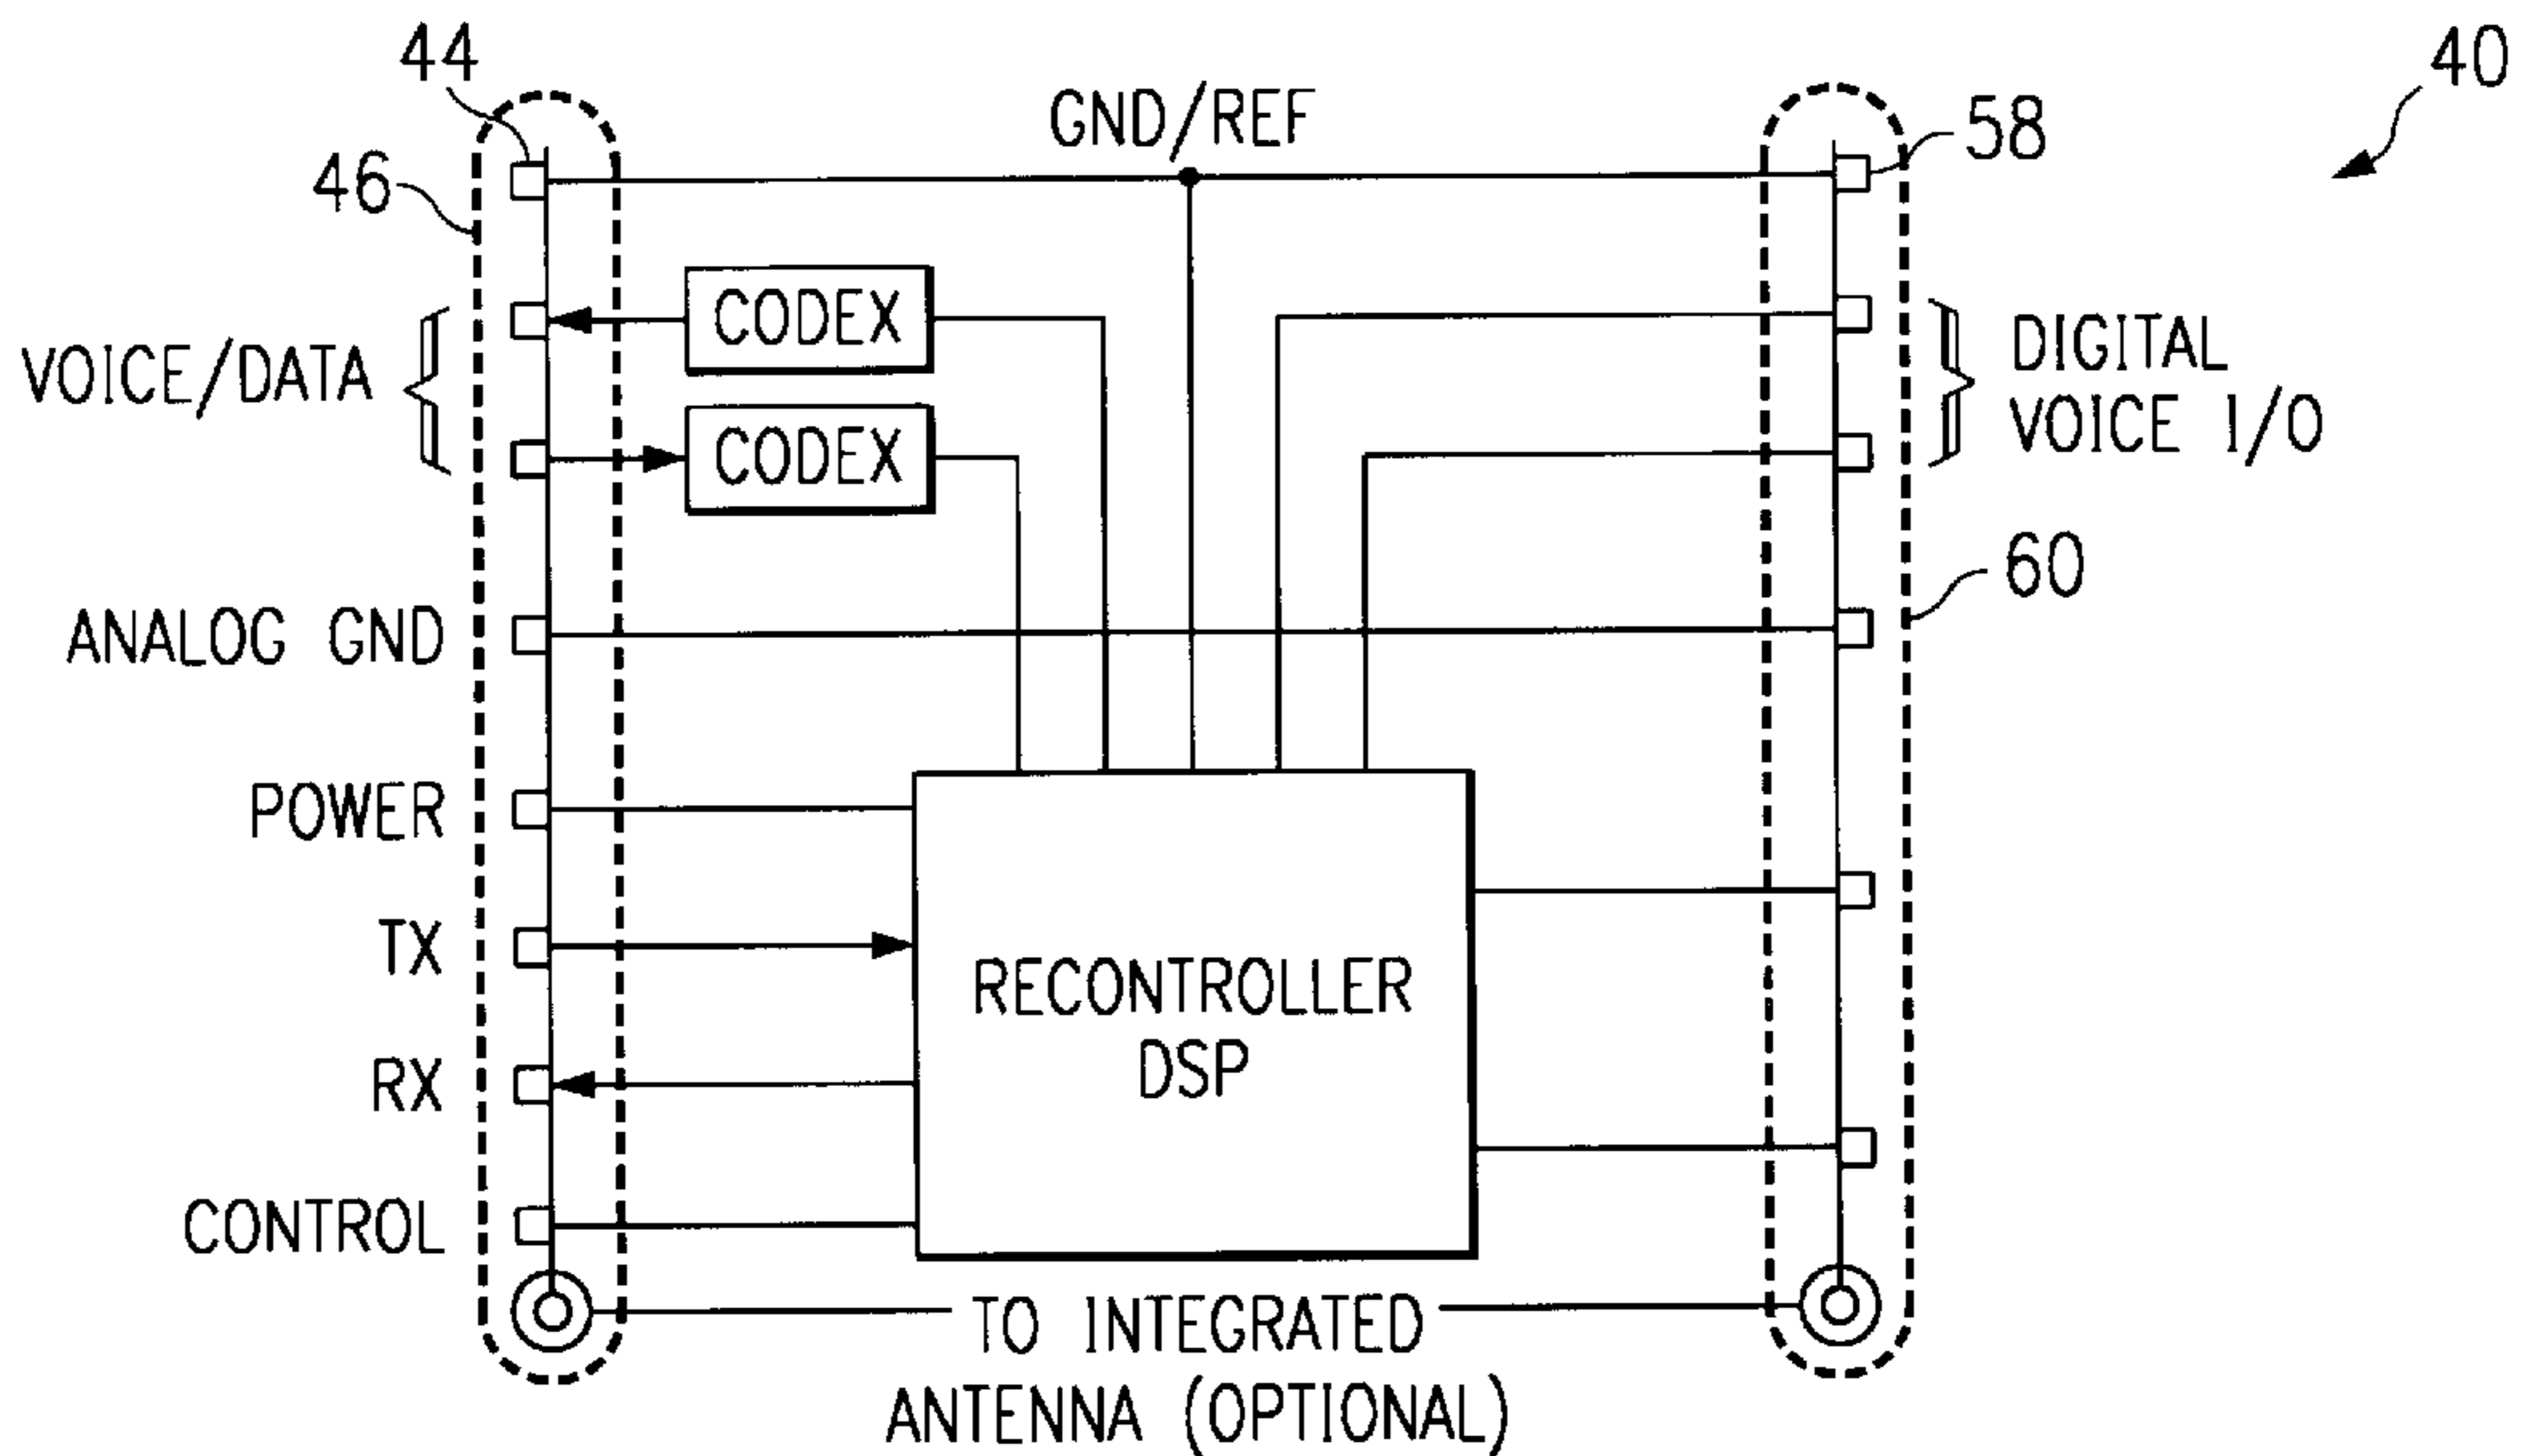 44
40
GND/REF
58
46
CODEX
VOICE/DATA
DIGITAL
VOICE I/O
CODEX
60
ANALOG GND
POWER
TX
RECONTROLLER
DSP
RX
CONTROL
TO INTEGRATED
ANTENNA (OPTIONAL)